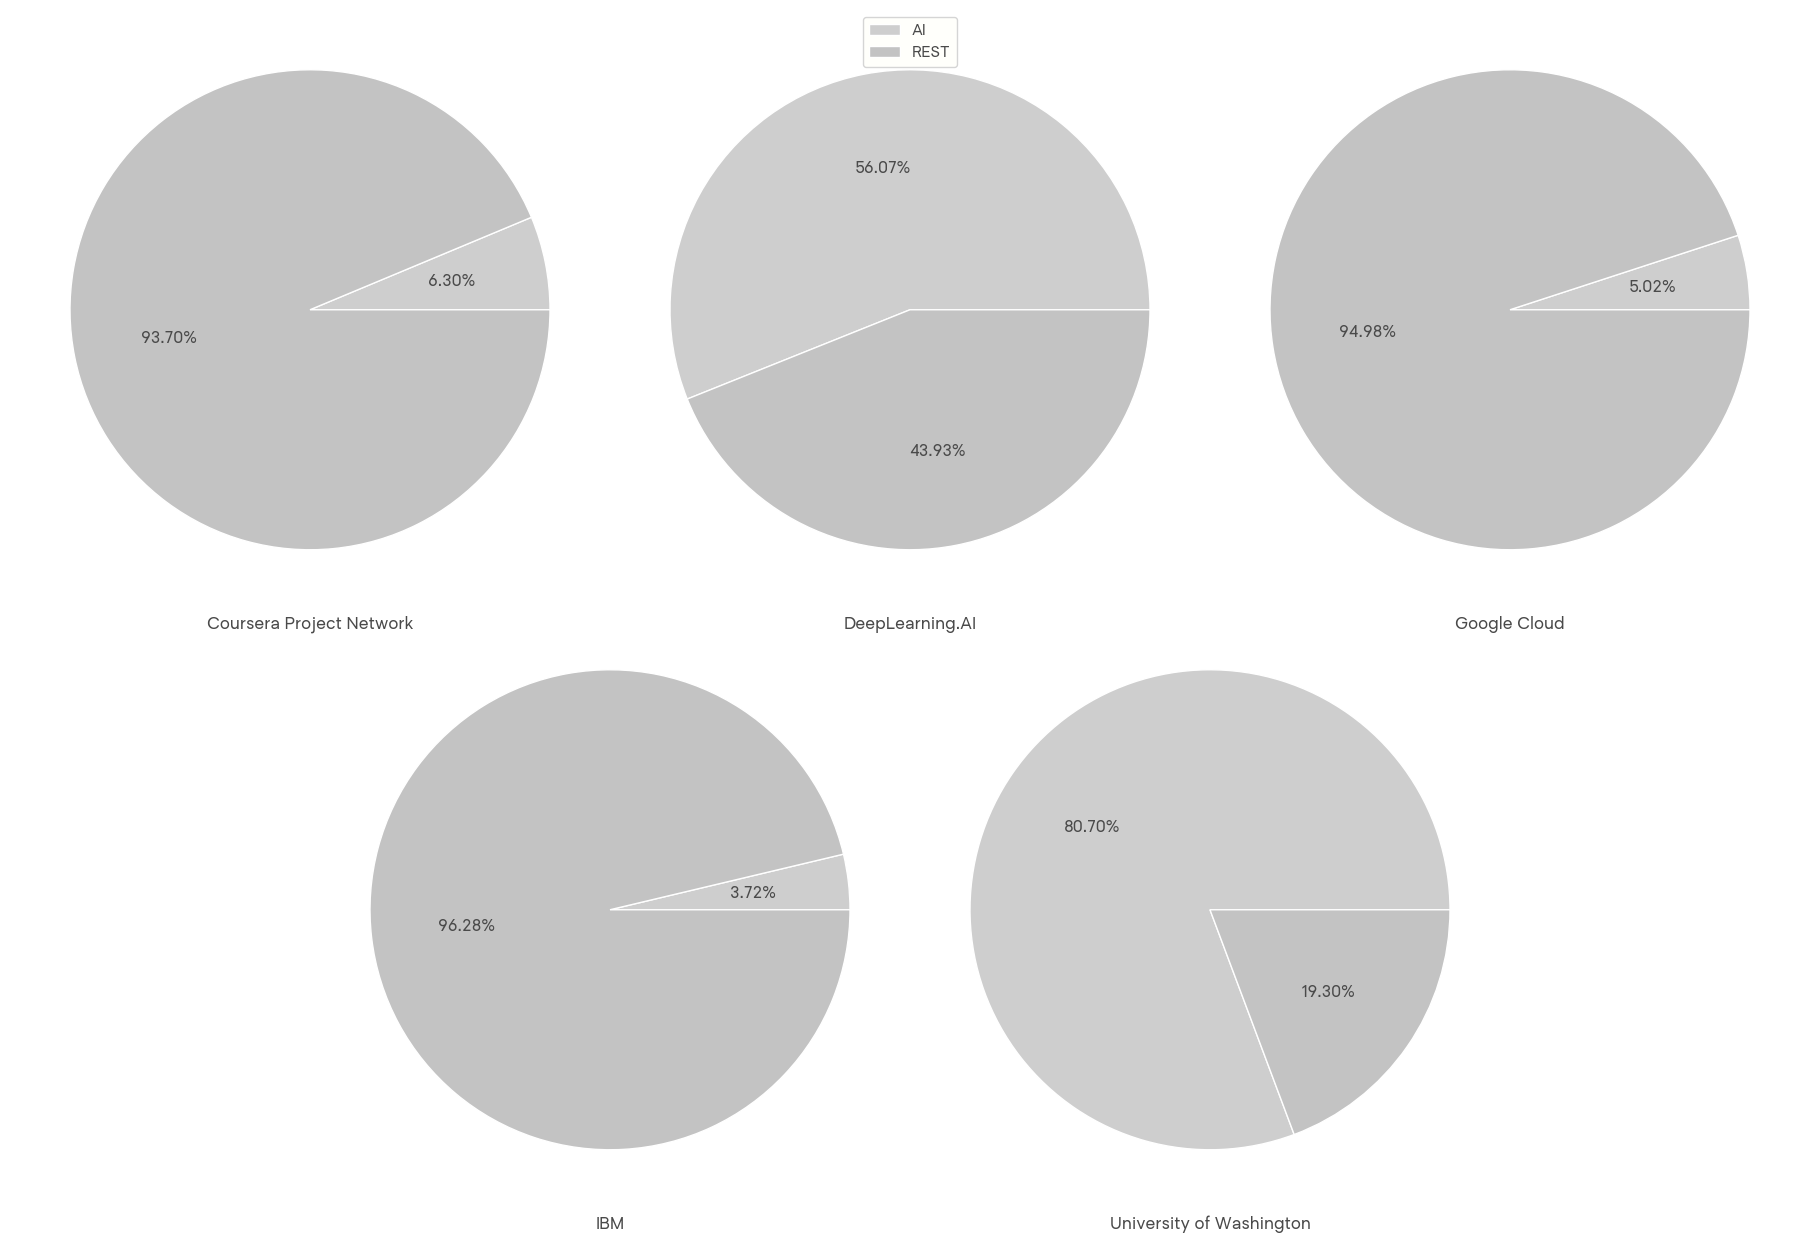 AI
REST
56.07%
6.30%
5.02%
93.70%
94.98%
43.93%
Coursera Project Network
DeepLearning.AI
Google Cloud
80.70%
3.72%
96.28%
19.30%
IBM
University of Washington